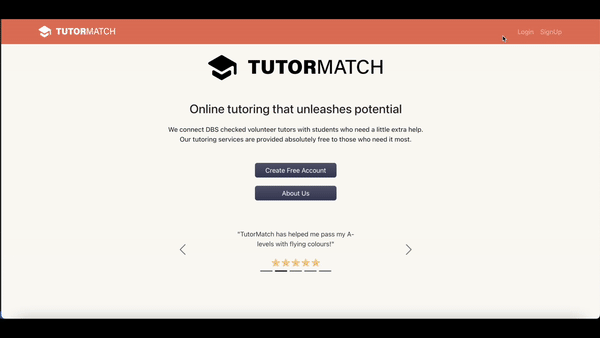 TUTORMATCH
Login SignUp
TUTORMATCH
Online tutoring that unleashes potential
We connect DBS checked volunteer tutors with students who need a little extra help.
Our tutoring services are provided absolutely free to those who need it most.
Create Free Account
About Us
"TutorMatch has helped me pass my A-
levels with flying colours!"